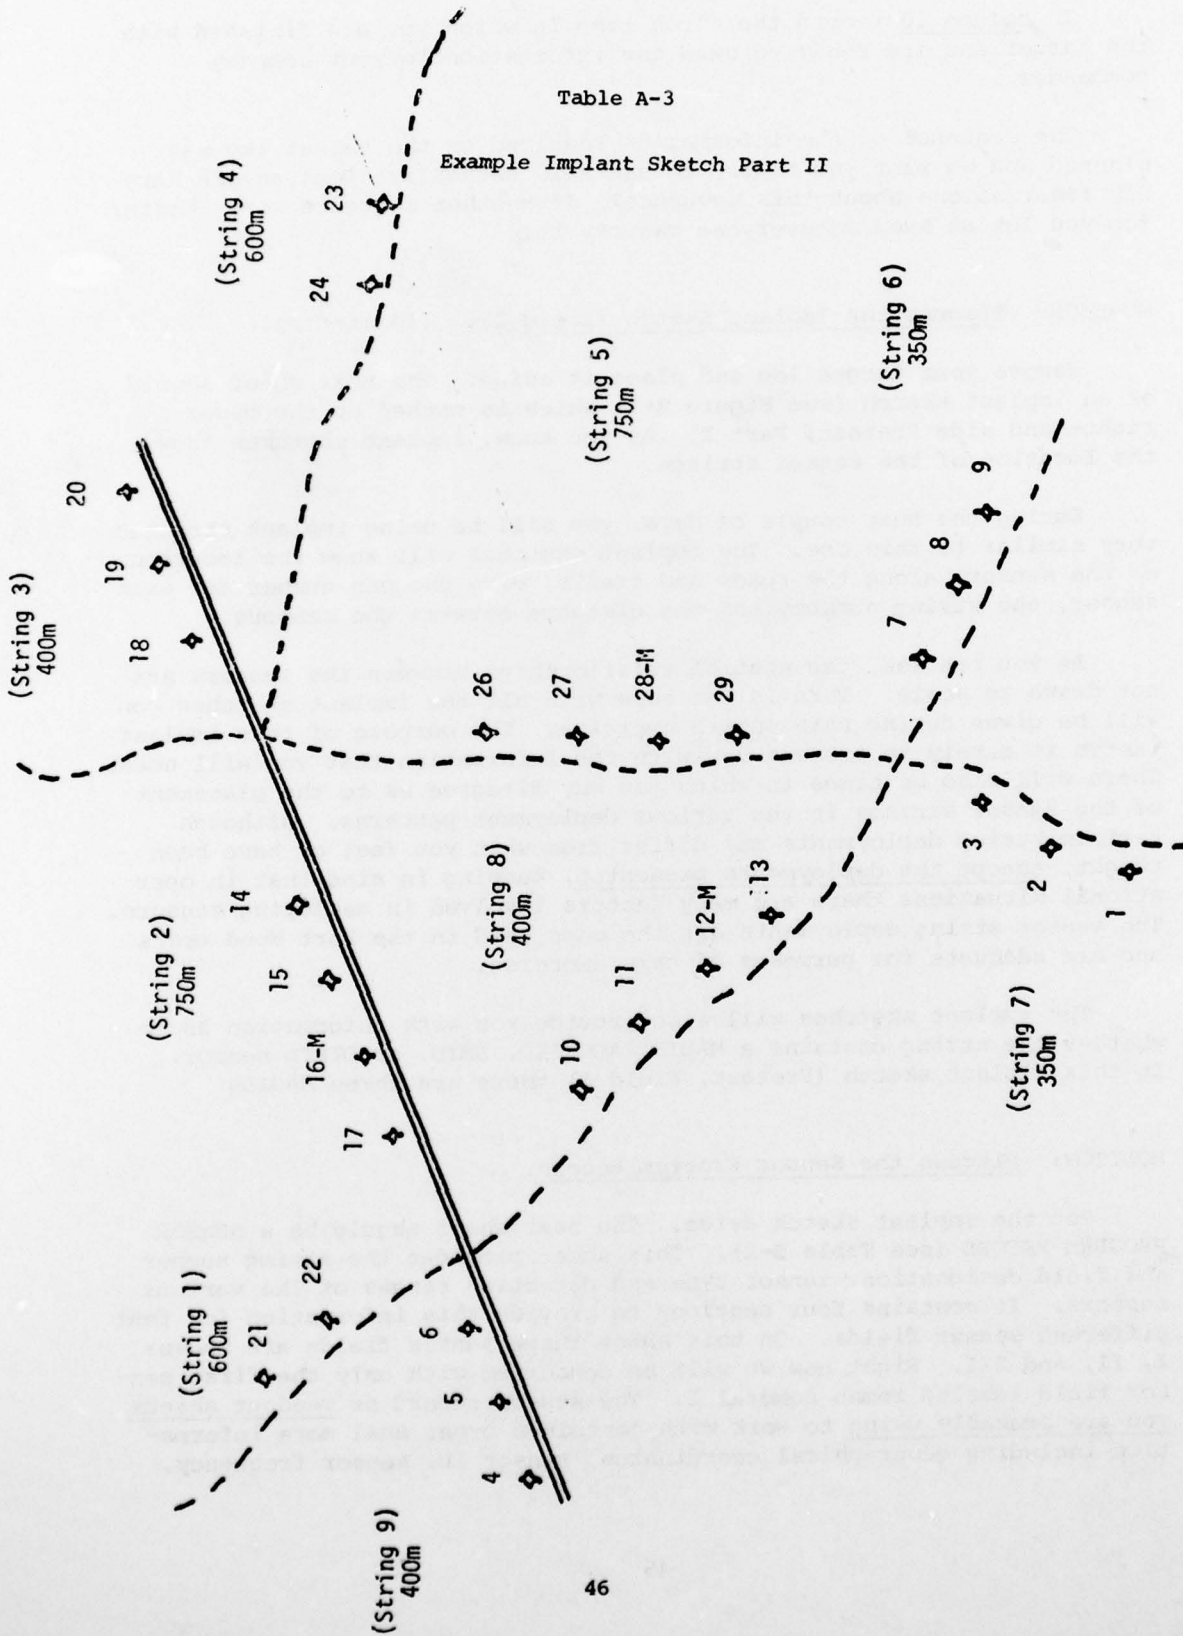 Table A-3
Example Implant Sketch Part II
(String 4)
600m
23
24
(String 3)
400m
20
19
18
(String 5)
750m
(String 6)
350m
9
8
7
26
27
28-M
29
(String 2)
750m
14
15
16-M
17
(String 8)
400m
13
12-M
11
10
3
2
1
(String 7)
350m
(String 1)
600m
21
22
6
5
4
(String 9)
400m
46